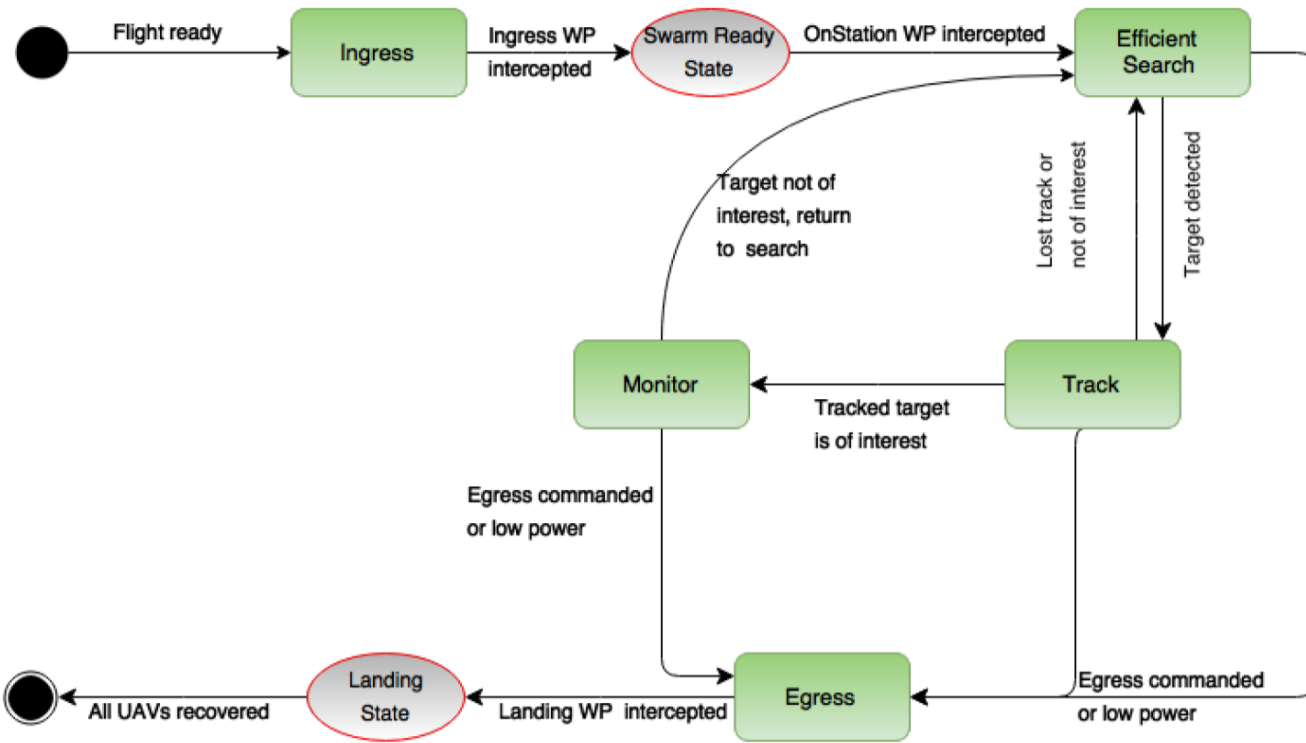 Flight ready
Ingress
Ingress WP
intercepted
Swarm Ready
State
OnStation WP intercepted
Efficient
Search
Target not of
interest, return
to search
Lost track or
not of interest
Target detected
Monitor
Tracked target
is of interest
Track
Egress commanded
or low power
All UAVs recovered
Landing
State
Landing WP intercepted
Egress
Egress commanded
or low power